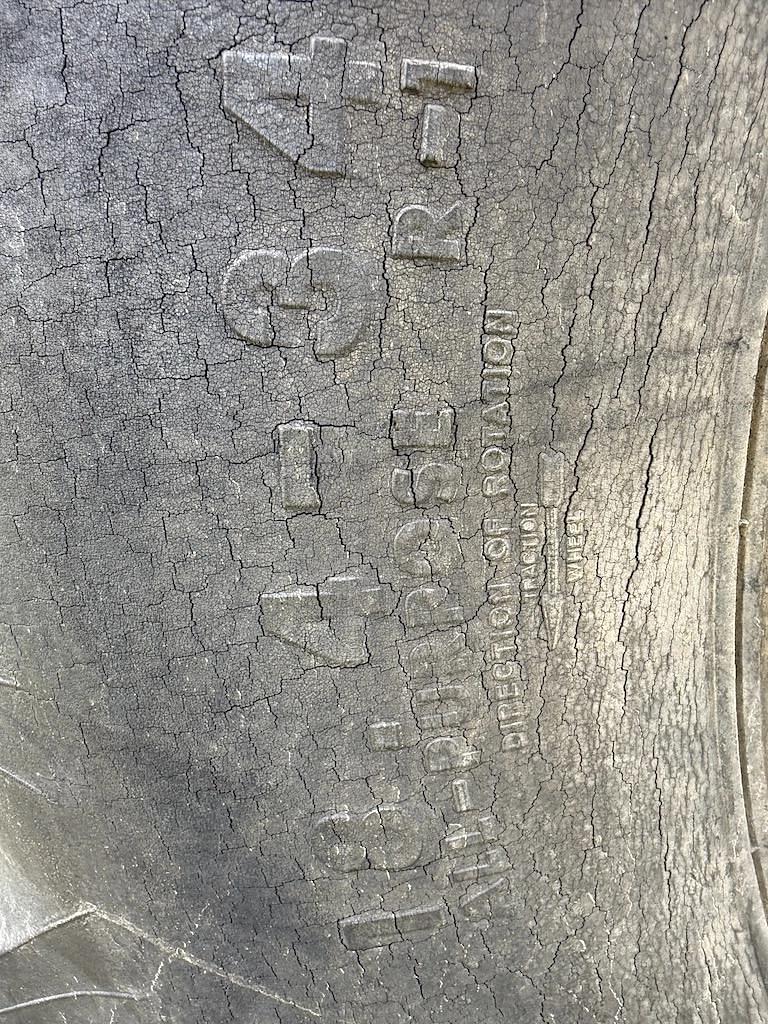 18.4-34
ALL-PURPOSE R-1
DIRECTION OF ROTATION
TRACTION
WHEEL